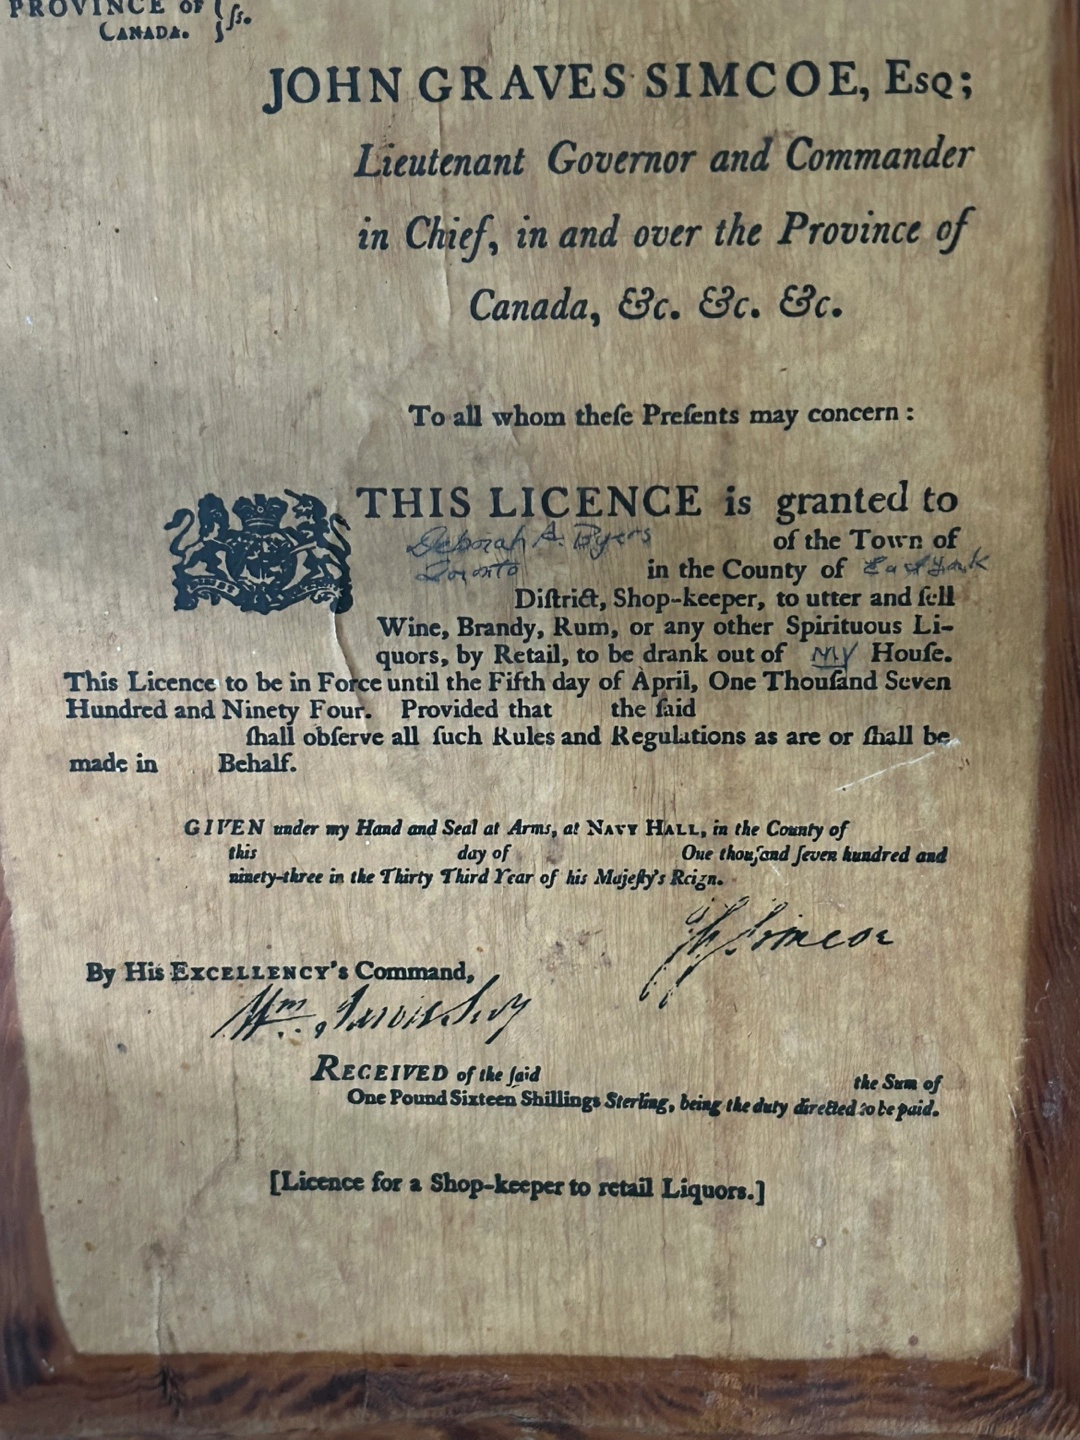 PROVINCE OF } ſs.
CANADA.
JOHN GRAVES SIMCOE, Esq;
Lieutenant Governor and Commander
in Chief, in and over the Province of
Canada, &c. &c. &c.
To all whom theſe Preſents may concern :
THIS LICENCE is granted to
Deborah A. Byers of the Town of
Toronto in the County of East York
Diſtrict, Shop-keeper, to utter and ſell
Wine, Brandy, Rum, or any other Spirituous Li-
quors, by Retail, to be drank out of MY Houſe.
This Licence to be in Force until the Fifth day of April, One Thouſand Seven
Hundred and Ninety Four. Provided that the ſaid
ſhall obſerve all ſuch Rules and Regulations as are or ſhall be
made in Behalf.
GIVEN under my Hand and Seal at Arms, at NAVY HALL, in the County of
this day of One thouſand ſeven hundred and
ninety-three in the Thirty Third Year of his Majeſty's Reign.
J G Simcoe
By His EXCELLENCY's Command,
Wm. Jarvis Secy
RECEIVED of the ſaid the Sum of
One Pound Sixteen Shillings Sterling, being the duty directed to be paid.
[Licence for a Shop-keeper to retail Liquors.]